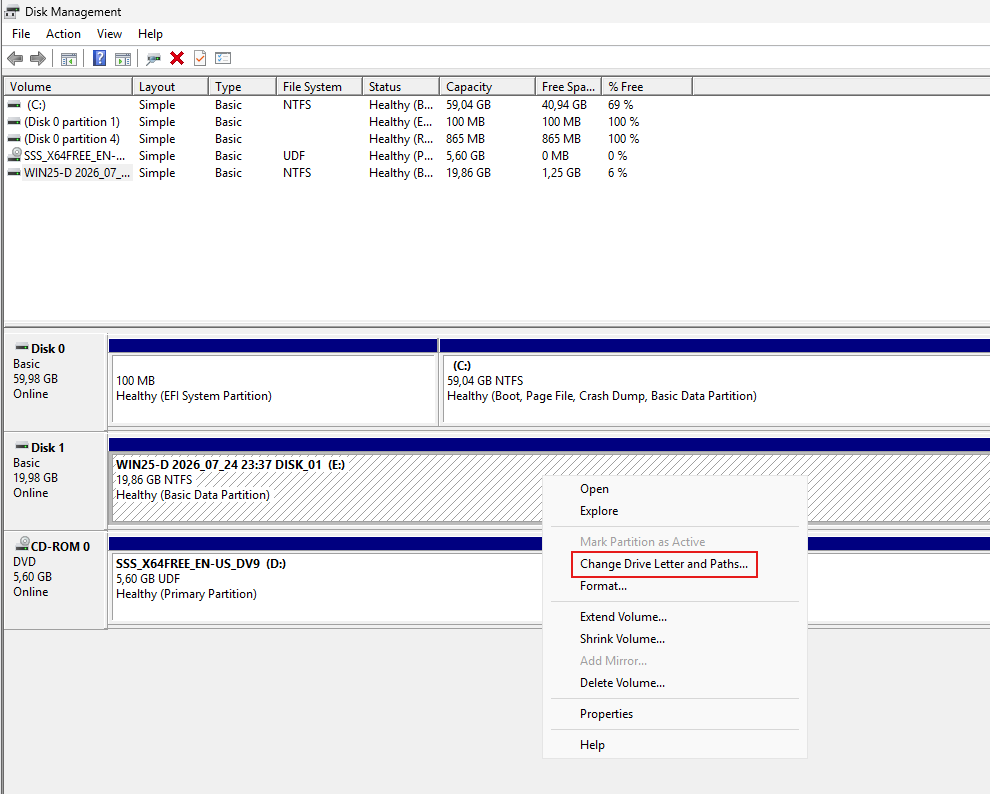 Disk Management
File Action View Help
Volume Layout Type File System Status Capacity Free Spa... % Free
(C:) Simple Basic NTFS Healthy (B... 59,04 GB 40,94 GB 69 %
(Disk 0 partition 1) Simple Basic Healthy (E... 100 MB 100 MB 100 %
(Disk 0 partition 4) Simple Basic Healthy (R... 865 MB 865 MB 100 %
SSS_X64FREE_EN-... Simple Basic UDF Healthy (P... 5,60 GB 0 MB 0 %
WIN25-D 2026_07_... Simple Basic NTFS Healthy (B... 19,86 GB 1,25 GB 6 %
Disk 0
Basic
59,98 GB
Online
100 MB
Healthy (EFI System Partition)
(C:)
59,04 GB NTFS
Healthy (Boot, Page File, Crash Dump, Basic Data Partition)
Disk 1
Basic
19,98 GB
Online
WIN25-D 2026_07_24 23:37 DISK_01 (E:)
19,86 GB NTFS
Healthy (Basic Data Partition)
CD-ROM 0
DVD
5,60 GB
Online
SSS_X64FREE_EN-US_DV9 (D:)
5,60 GB UDF
Healthy (Primary Partition)
Open
Explore
Mark Partition as Active
Change Drive Letter and Paths...
Format...
Extend Volume...
Shrink Volume...
Add Mirror...
Delete Volume...
Properties
Help